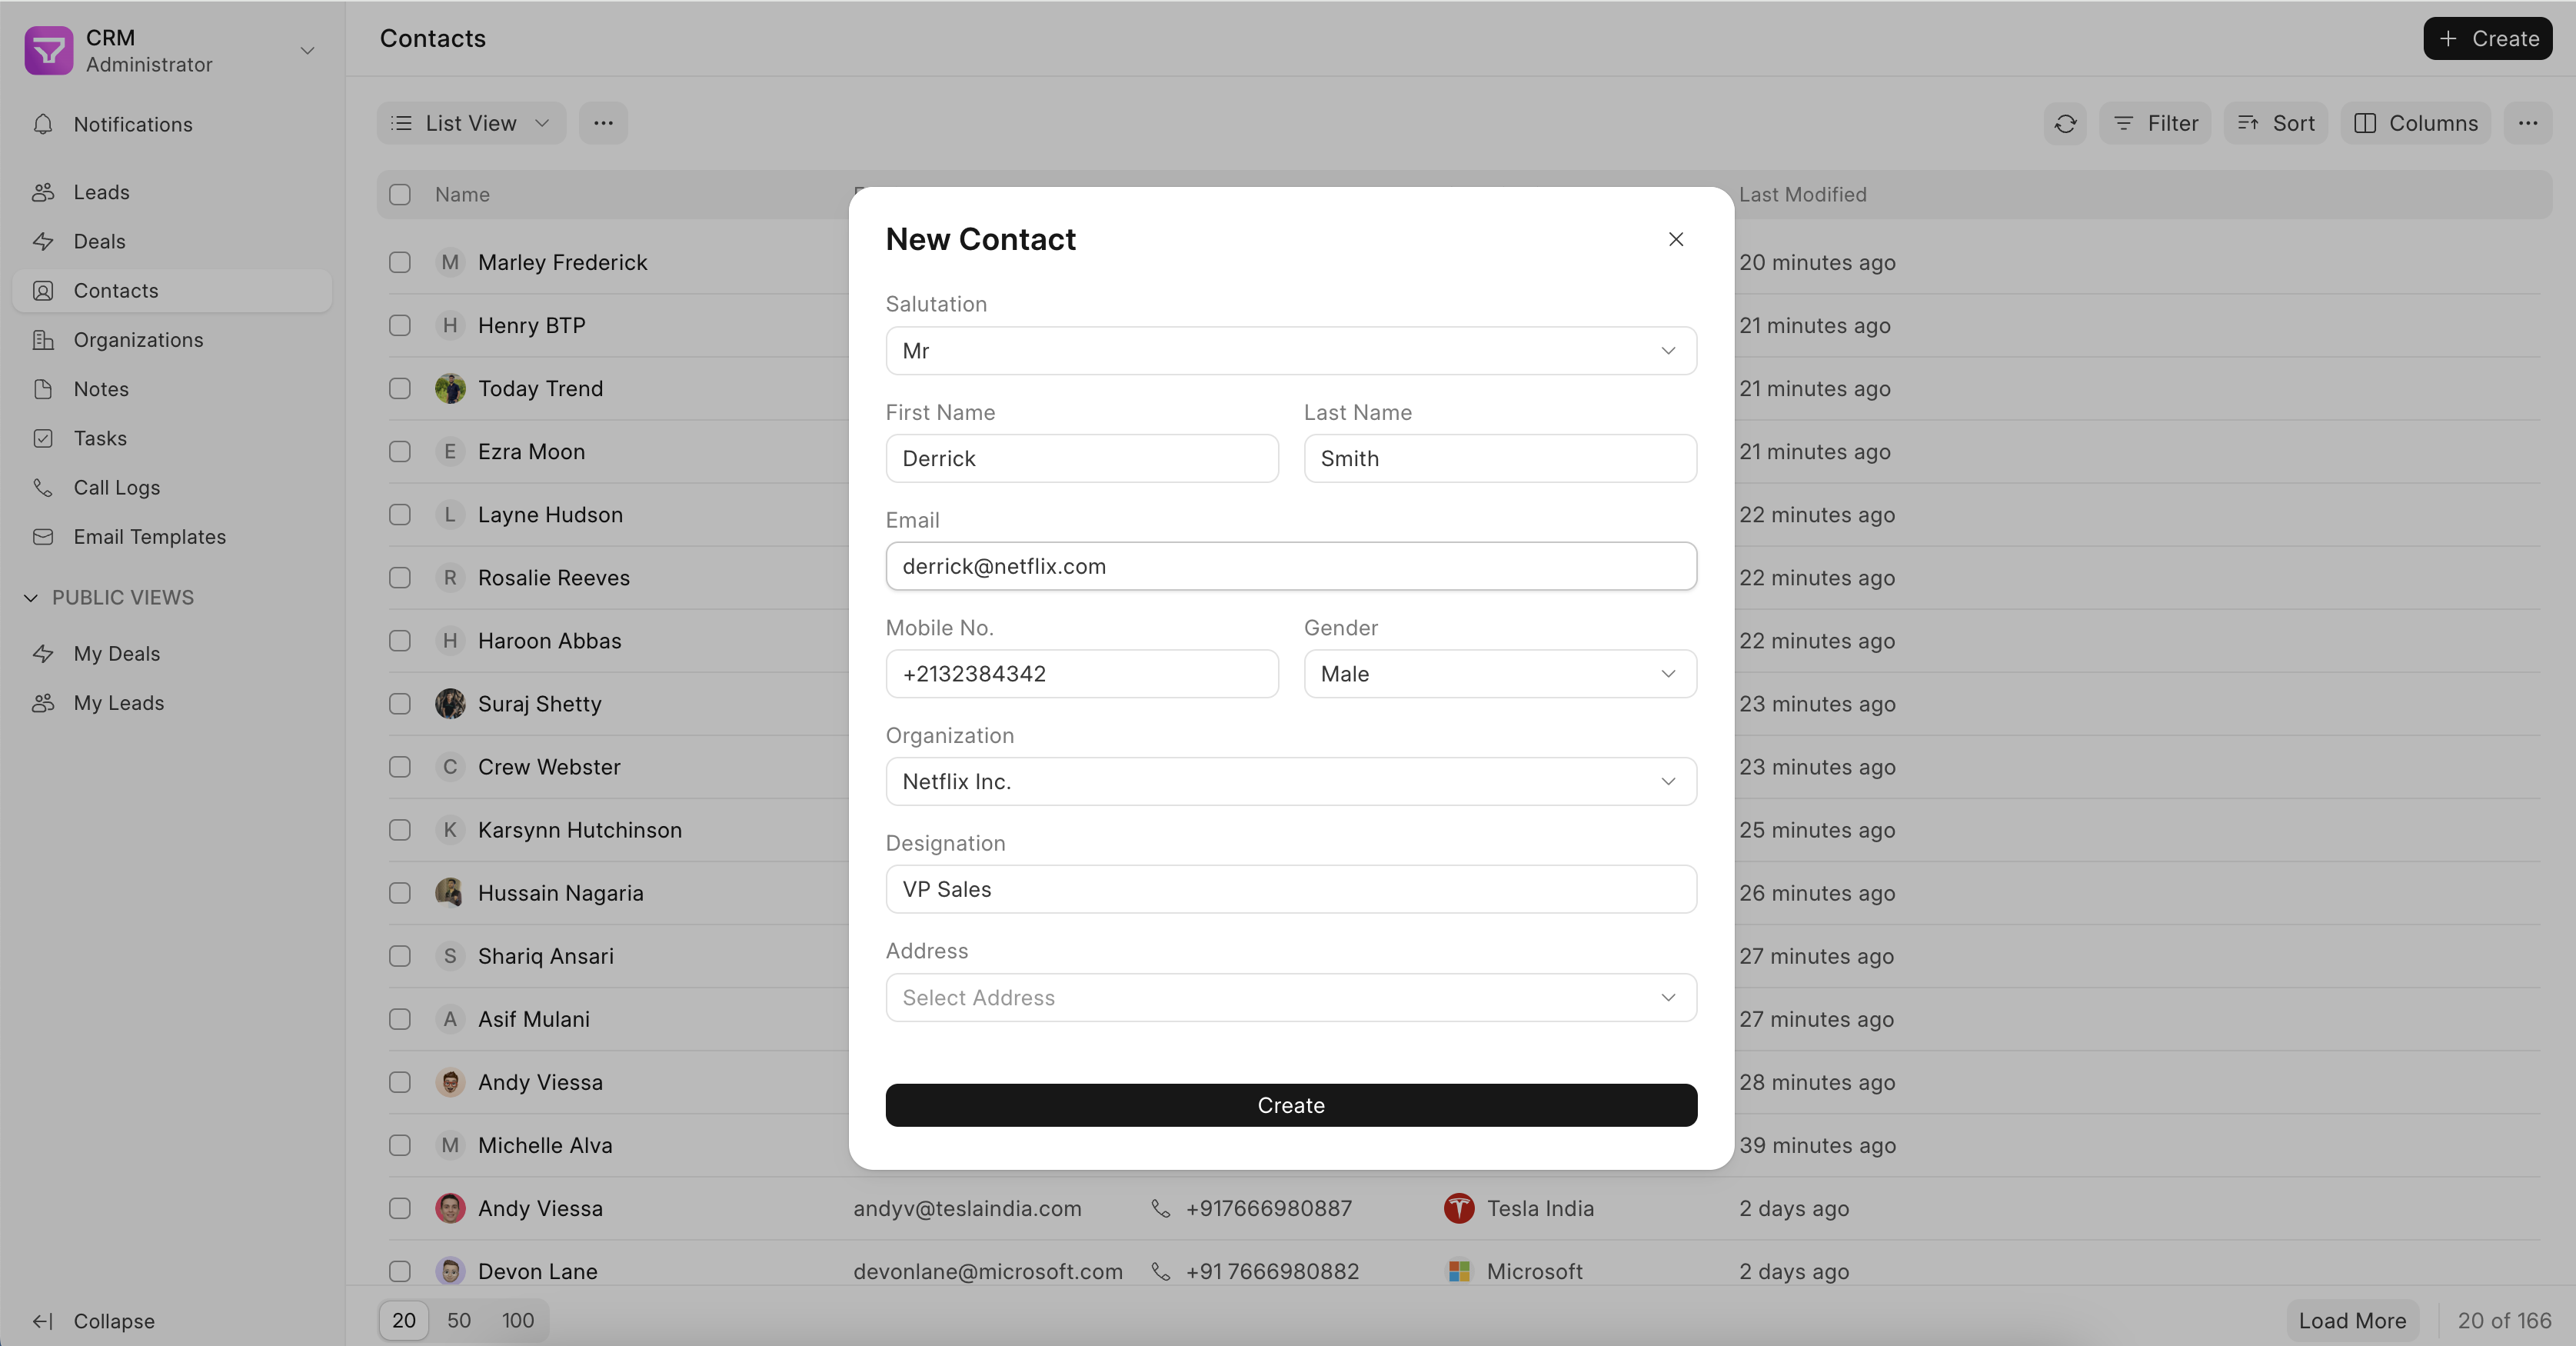 CRM
Administrator
Notifications
Leads
Deals
Contacts
Organizations
Notes
Tasks
Call Logs
Email Templates
PUBLIC VIEWS
My Deals
My Leads
Collapse
Contacts
+ Create
List View
Filter
Sort
Columns
Name
Last Modified
M Marley Frederick
20 minutes ago
H Henry BTP
21 minutes ago
Today Trend
21 minutes ago
E Ezra Moon
21 minutes ago
L Layne Hudson
22 minutes ago
R Rosalie Reeves
22 minutes ago
H Haroon Abbas
22 minutes ago
Suraj Shetty
23 minutes ago
C Crew Webster
23 minutes ago
K Karsynn Hutchinson
25 minutes ago
Hussain Nagaria
26 minutes ago
S Shariq Ansari
27 minutes ago
A Asif Mulani
27 minutes ago
Andy Viessa
28 minutes ago
M Michelle Alva
39 minutes ago
Andy Viessa andyv@teslaindia.com +917666980887 Tesla India 2 days ago
Devon Lane devonlane@microsoft.com +91 7666980882 Microsoft 2 days ago
20 50 100
Load More
20 of 166
New Contact
Salutation
Mr
First Name
Derrick
Last Name
Smith
Email
derrick@netflix.com
Mobile No.
+2132384342
Gender
Male
Organization
Netflix Inc.
Designation
VP Sales
Address
Select Address
Create